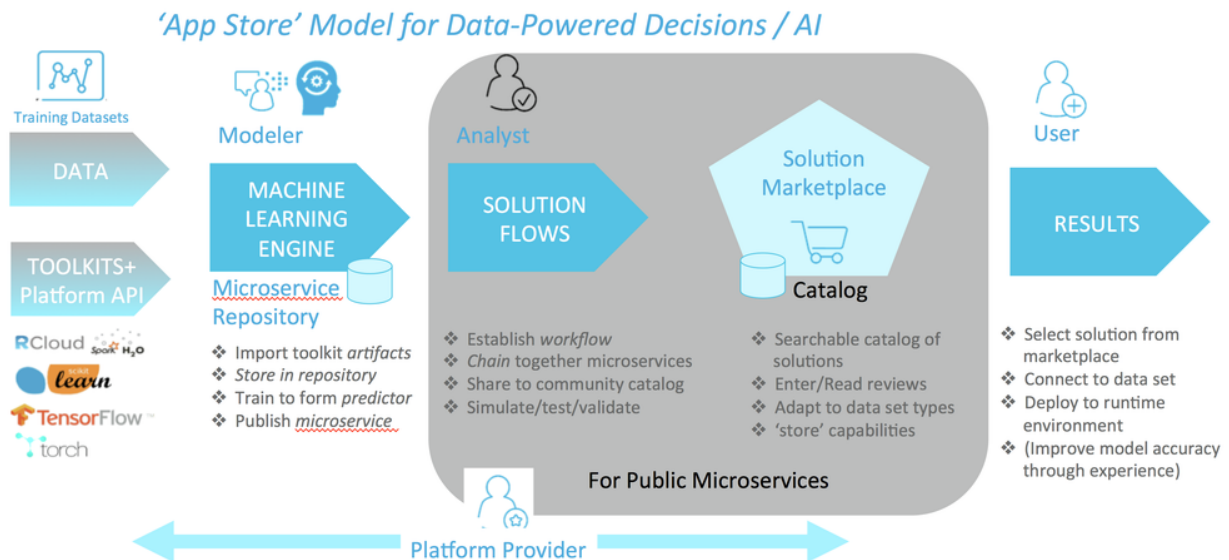 ‘App Store’ Model for Data-Powered Decisions / AI
Training Datasets
DATA
TOOLKITS+
Platform API
RCloud
Spark
H2O
scikit
learn
TensorFlow™
torch
Modeler
MACHINE
LEARNING
ENGINE
Microservice
Repository
❖ Import toolkit artifacts
❖ Store in repository
❖ Train to form predictor
❖ Publish microservice
Analyst
SOLUTION
FLOWS
❖ Establish workflow
❖ Chain together microservices
❖ Share to community catalog
❖ Simulate/test/validate
Solution
Marketplace
Catalog
❖ Searchable catalog of
solutions
❖ Enter/Read reviews
❖ Adapt to data set types
❖ ‘store’ capabilities
For Public Microservices
User
RESULTS
❖ Select solution from
marketplace
❖ Connect to data set
❖ Deploy to runtime
environment
❖ (Improve model accuracy
through experience)
Platform Provider